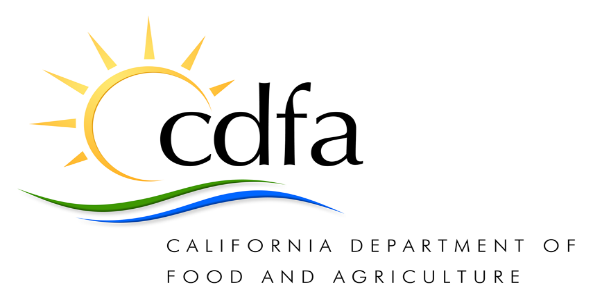 cdfa
CALIFORNIA DEPARTMENT OF
FOOD AND AGRICULTURE